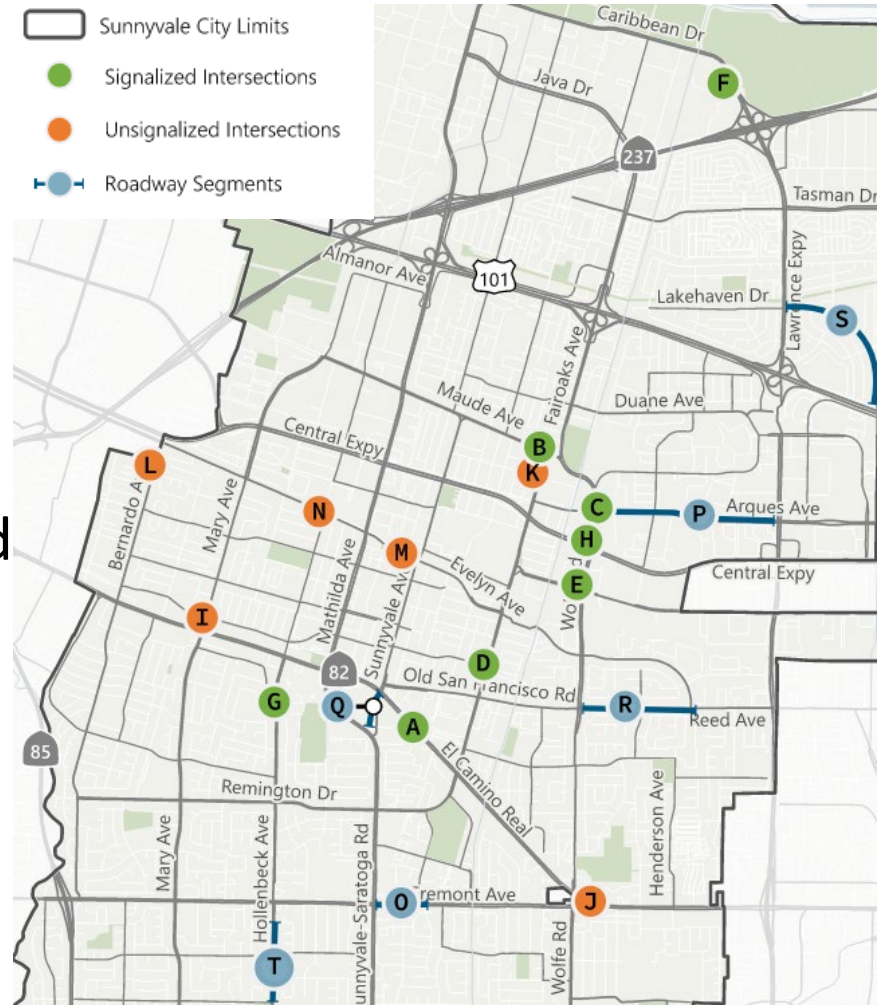 Sunnyvale City Limits
Signalized Intersections
Unsignalized Intersections
Roadway Segments
Caribbean Dr
F
Java Dr
237
Tasman Dr
Almanor Ave
101
Lawrence Expy
Lakehaven Dr
S
Fairoaks Ave
Maude Ave
Duane Ave
Central Expy
B
K
L
Bernardo A
Mary Ave
N
C
P
Arques Ave
d
H
M
Mathilda Ave
Sunnyvale Av
Evelyn Ave
E
Central Expy
Wo
d
I
82
D
Old San Francisco Rd
G
Q
A
R
Reed Ave
85
El Camino Real
Remington Dr
Henderson Ave
Mary Ave
Hollenbeck Ave
unnyvale-Saratoga Rd
O
remont Ave
J
Wolfe Rd
T